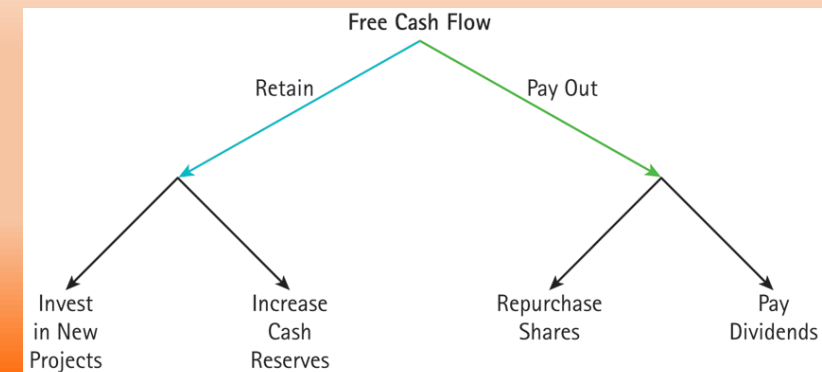 Free Cash Flow
Retain
Pay Out
Invest
in New
Projects
Increase
Cash
Reserves
Repurchase
Shares
Pay
Dividends